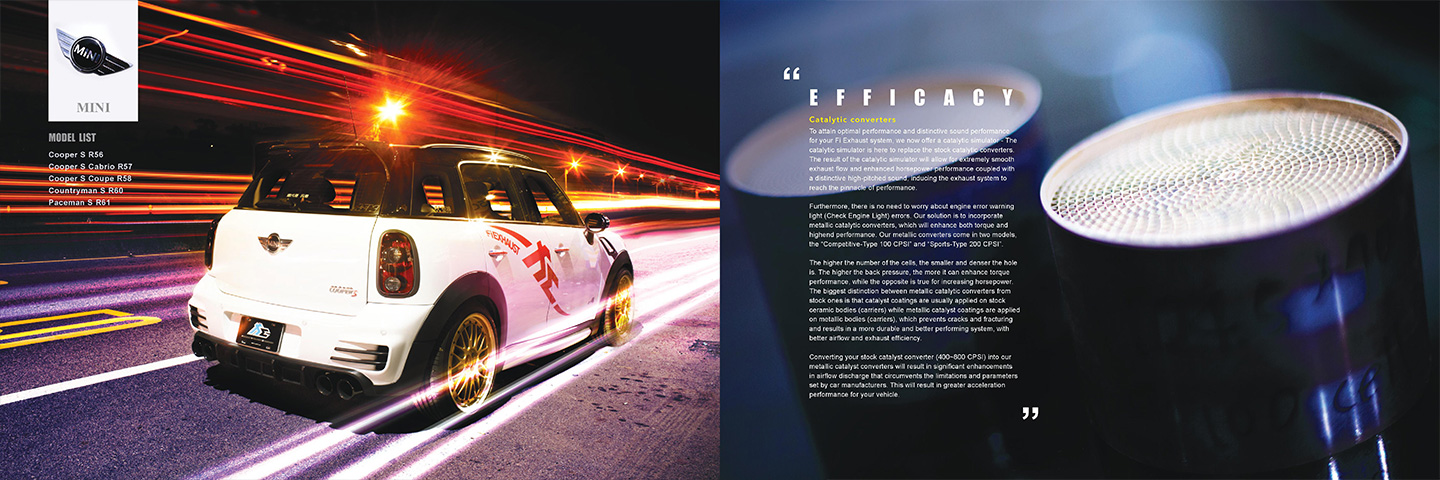 MINI
MINI
MODEL LIST
Cooper S R56
Cooper S Cabrio R57
Cooper S Coupe R58
Countryman S R60
Paceman S R61
FI EXHAUST
COOPER S
“
EFFICACY
Catalytic converters
To attain optimal performance and distinctive sound performance
for your FI Exhaust system, we now offer a catalytic simulator - The
catalytic simulator is here to replace the stock catalytic converters.
The result of the catalytic simulator will allow for extremely smooth
exhaust flow and enhanced horsepower performance coupled with
a distinctive high-pitched sound, inducing the exhaust system to
reach the pinnacle of performance.
Furthermore, there is no need to worry about engine error warning
light (Check Engine Light) errors. Our solution is to incorporate
metallic catalytic converters, which will enhance both torque and
highend performance. Our metallic converters come in two models,
the “Competitive-Type 100 CPSI” and “Sports-Type 200 CPSI”.
The higher the number of the cells, the smaller and denser the hole
is. The higher the back pressure, the more it can enhance torque
performance, while the opposite is true for increasing horsepower.
The biggest distinction between metallic catalytic converters from
stock ones is that catalyst coatings are usually applied on stock
ceramic bodies (carriers) while metallic catalyst coatings are applied
on metallic bodies (carriers), which prevents cracks and fracturing
and results in a more durable and better performing system, with
better airflow and exhaust efficiency.
Converting your stock catalyst converter (400~800 CPSI) into our
metallic catalyst converters will result in significant enhancements
in airflow discharge that circumvents the limitations and parameters
set by car manufacturers. This will result in greater acceleration
performance for your vehicle.
”